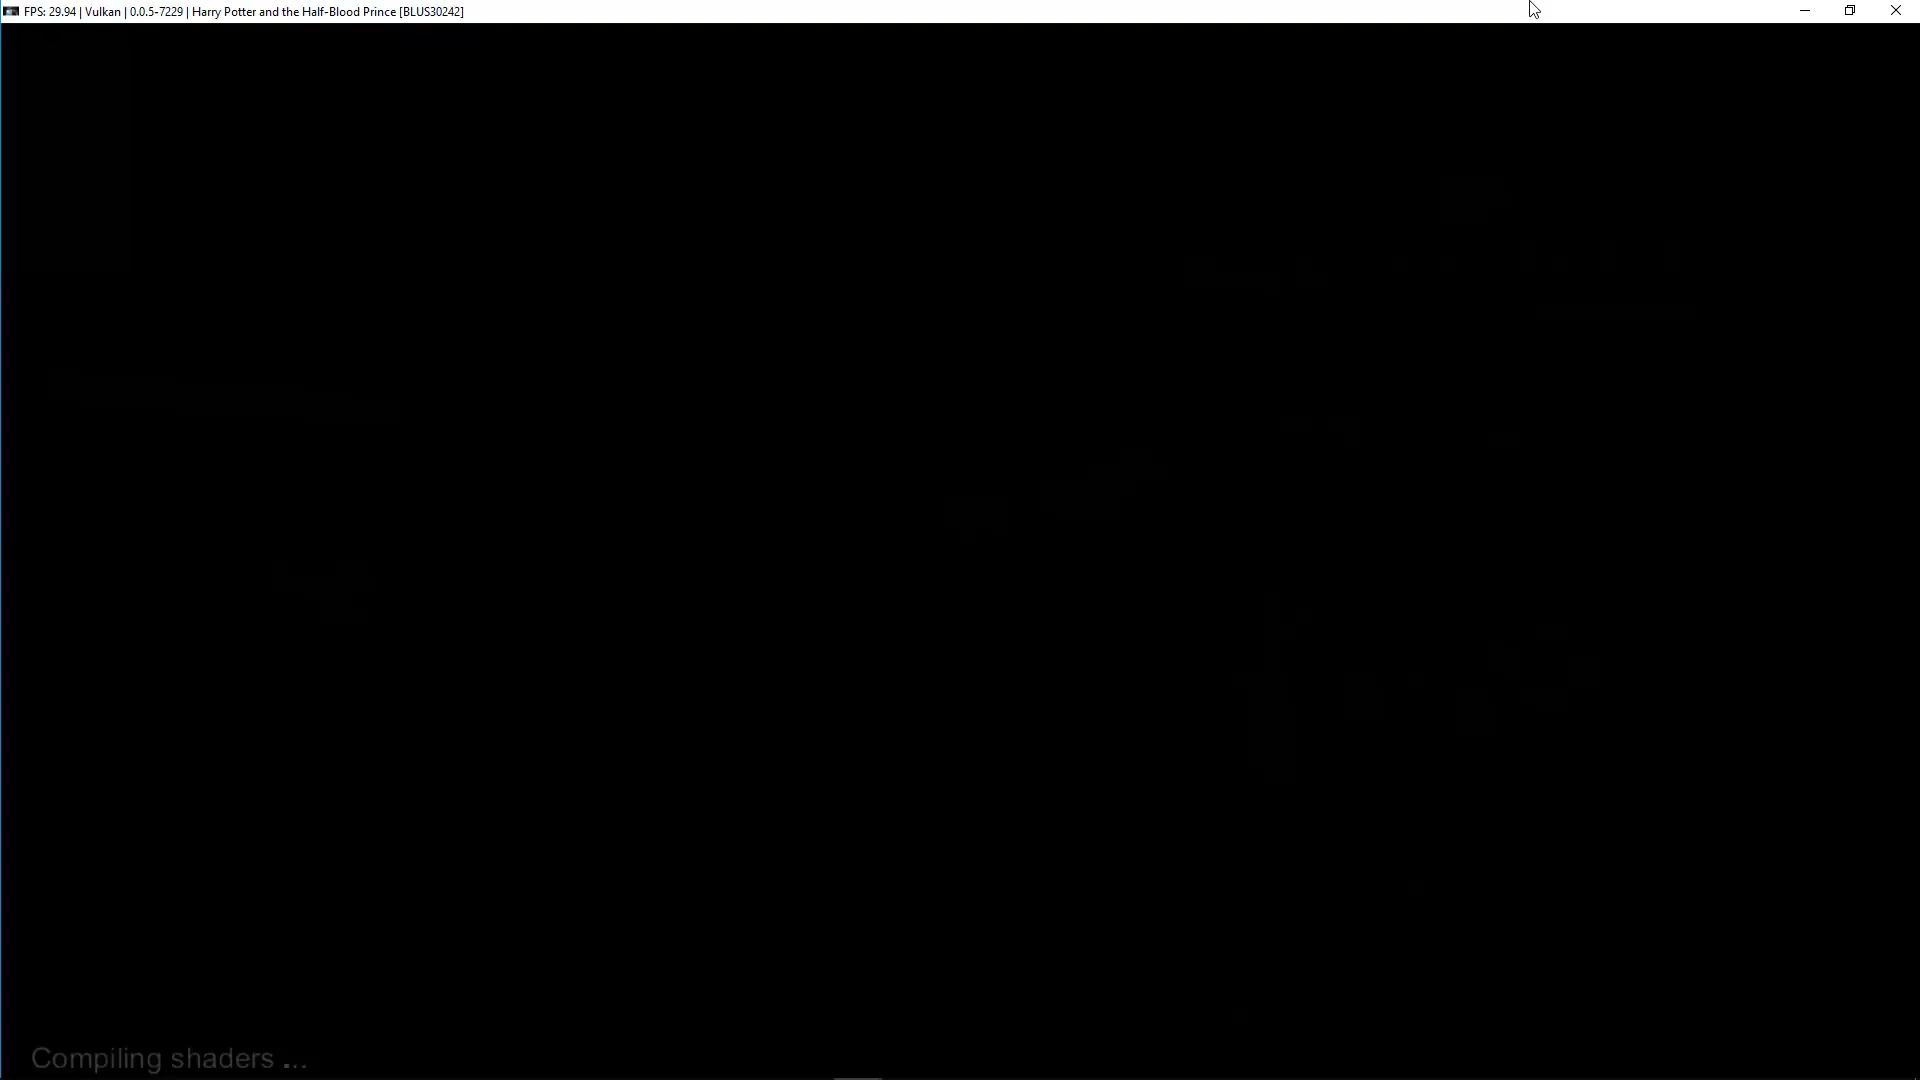 FPS: 29.94 | Vulkan | 0.0.5-7229 | Harry Potter and the Half-Blood Prince [BLUS30242]
Compiling shaders ...